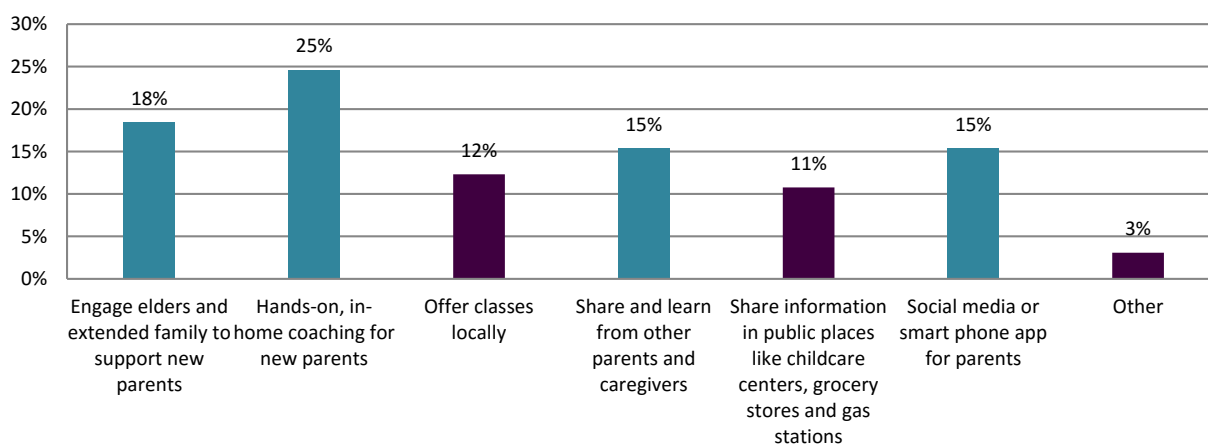 30%
25%
20%
15%
10%
5%
0%
18%
25%
12%
15%
11%
15%
3%
Engage elders and
extended family to
support new
parents
Hands-on, in-
home coaching for
new parents
Offer classes
locally
Share and learn
from other
parents and
caregivers
Share information
in public places
like childcare
centers, grocery
stores and gas
stations
Social media or
smart phone app
for parents
Other